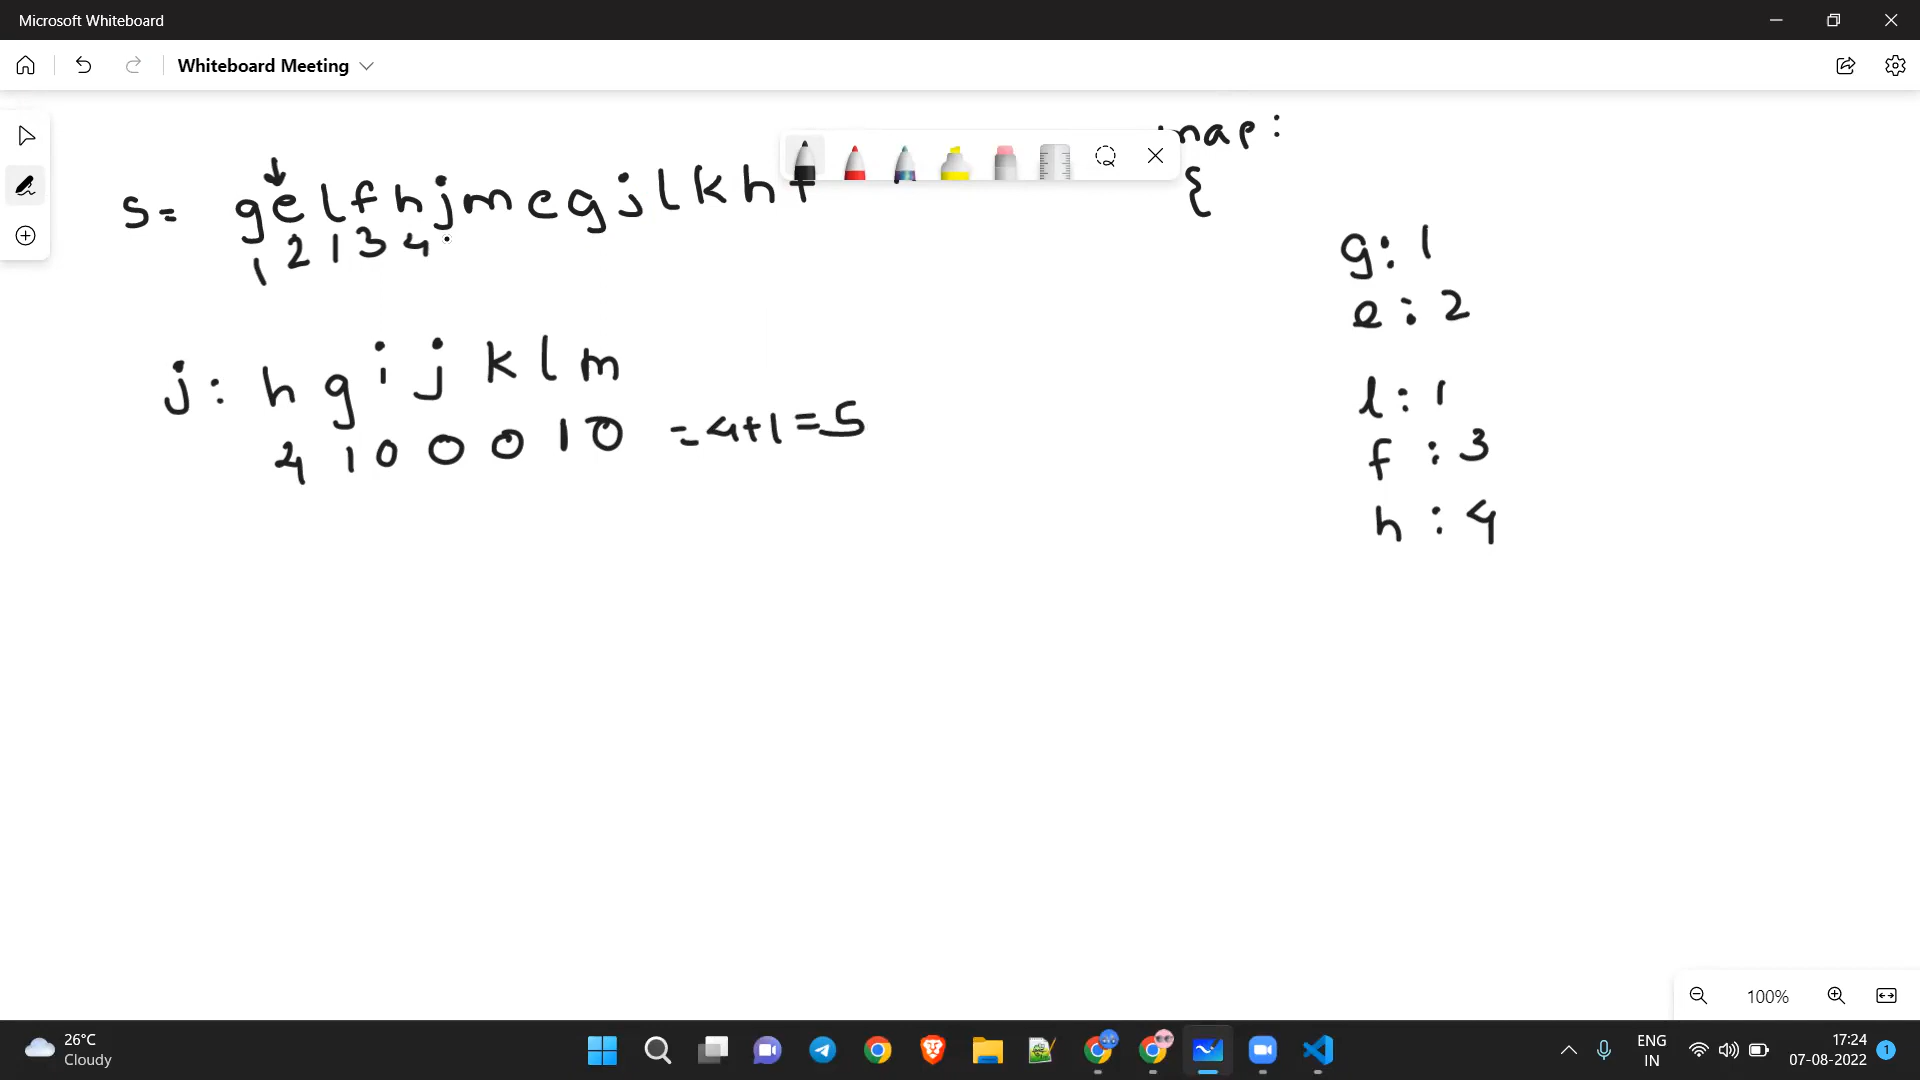 Microsoft Whiteboard
Whiteboard Meeting
map:
{
S= gelfhjmegjlkhf
1 2 1 3 4
g: 1
e: 2
l: 1
f: 3
h: 4
j: h g i j k l m
4 1 0 0 0 1 0 = 4+1 = 5
100%
26°C
Cloudy
ENG
IN
17:24
07-08-2022
1